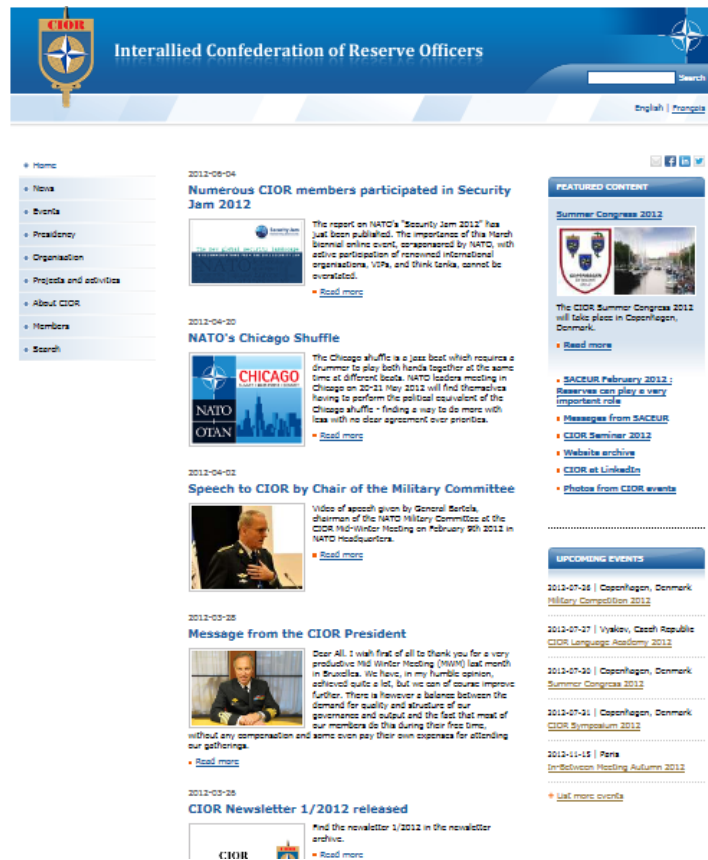 CIOR
Interallied Confederation of Reserve Officers
Search
English | Français
Home
News
Events
Presidency
Organisation
Projects and activities
About CIOR
Members
Search
2012-06-04
Numerous CIOR members participated in Security
Jam 2012
Security Jam
The new global security landscape
The report on NATO's "Security Jam 2012" has
just been published. The importance of this March
biennial online event, co-sponsored by NATO, with
active participation of renowned international
organisations, VIPs, and think tanks, cannot be
overstated.
Read more
2012-04-20
NATO's Chicago Shuffle
CHICAGO
NATO
OTAN
The Chicago shuffle is a jazz beat which requires a
drummer to play both hands together at the same
time at different beats. NATO leaders meeting in
Chicago on 20-21 May 2012 will find themselves
having to perform the political equivalent of the
Chicago shuffle - finding a way to do more with
less with no clear agreement over priorities.
Read more
2012-04-02
Speech to CIOR by Chair of the Military Committee
Video of speech given by General Bartels,
chairman of the NATO Military Committee at the
CIOR Mid-Winter Meeting on February 9th 2012 in
NATO Headquarters.
Read more
2012-03-28
Message from the CIOR President
Dear All. I wish first of all to thank you for a very
productive Mid Winter Meeting (MWM) last month
in Bruxelles. We have, in my humble opinion,
achieved quite a lot, but we can of course improve
further. There is however a balance between the
demand for quality and structure of our
governance and output and the fact that most of
our members do this during their free time,
without any compensation and some even pay their own expenses for attending
our gatherings.
Read more
2012-03-26
CIOR Newsletter 1/2012 released
CIOR
Find the newsletter 1/2012 in the newsletter
archive.
Read more
FEATURED CONTENT
Summer Congress 2012
COPENHAGEN
The CIOR Summer Congress 2012
will take place in Copenhagen,
Denmark.
Read more
SACEUR February 2012 :
Reserves can play a very
important role
Messages from SACEUR
CIOR Seminar 2012
Website archive
CIOR at LinkedIn
Photos from CIOR events
UPCOMING EVENTS
2012-07-26 | Copenhagen, Denmark
Military Competition 2012
2012-07-27 | Vyskov, Czech Republic
CIOR Language Academy 2012
2012-07-30 | Copenhagen, Denmark
Summer Congress 2012
2012-07-31 | Copenhagen, Denmark
CIOR Symposium 2012
2012-11-15 | Paris
In-Between Meeting Autumn 2012
List more events